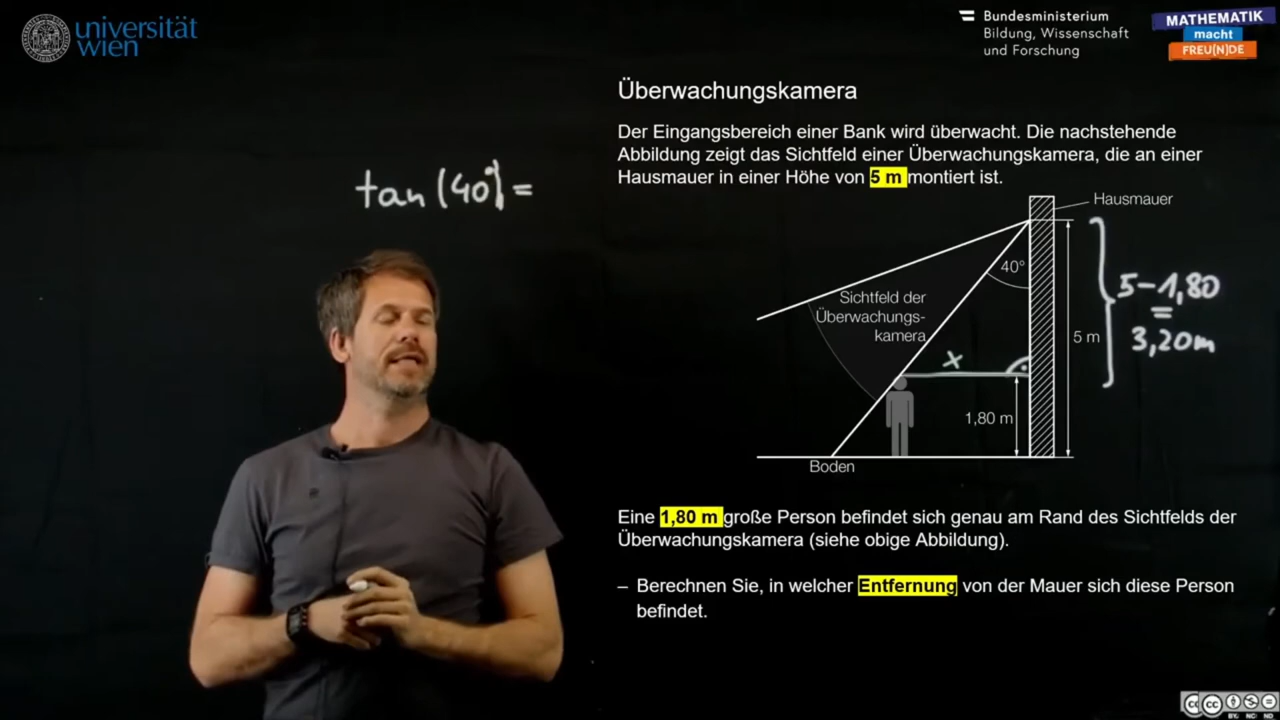 universität
wien
Bundesministerium
Bildung, Wissenschaft
und Forschung
MATHEMATIK
macht
FREU(N)DE
Überwachungskamera
Der Eingangsbereich einer Bank wird überwacht. Die nachstehende
Abbildung zeigt das Sichtfeld einer Überwachungskamera, die an einer
Hausmauer in einer Höhe von 5 m montiert ist.
tan(40°)=
Hausmauer
40°
Sichtfeld der
Überwachungs-
kamera
5-1,80
=
3,20m
5 m
x
1,80 m
Boden
Eine 1,80 m große Person befindet sich genau am Rand des Sichtfelds der
Überwachungskamera (siehe obige Abbildung).
– Berechnen Sie, in welcher Entfernung von der Mauer sich diese Person
befindet.
cc
BY NC ND